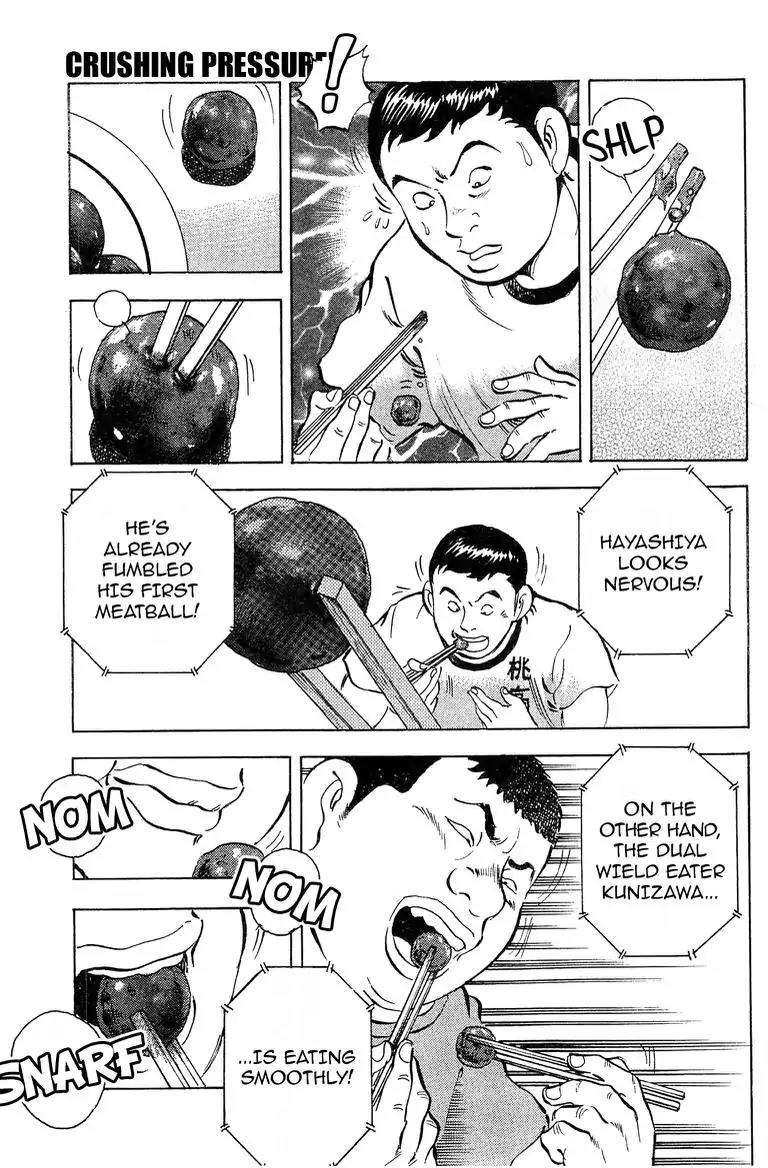 CRUSHING PRESSURE!
SHLP
!
HAYASHIYA
LOOKS
NERVOUS!
HE'S
ALREADY
FUMBLED
HIS FIRST
MEATBALL!
桃
ON THE
OTHER HAND,
THE DUAL
WIELD EATER
KUNIZAWA...
NOM
NOM
...IS EATING
SMOOTHLY!
SNARF